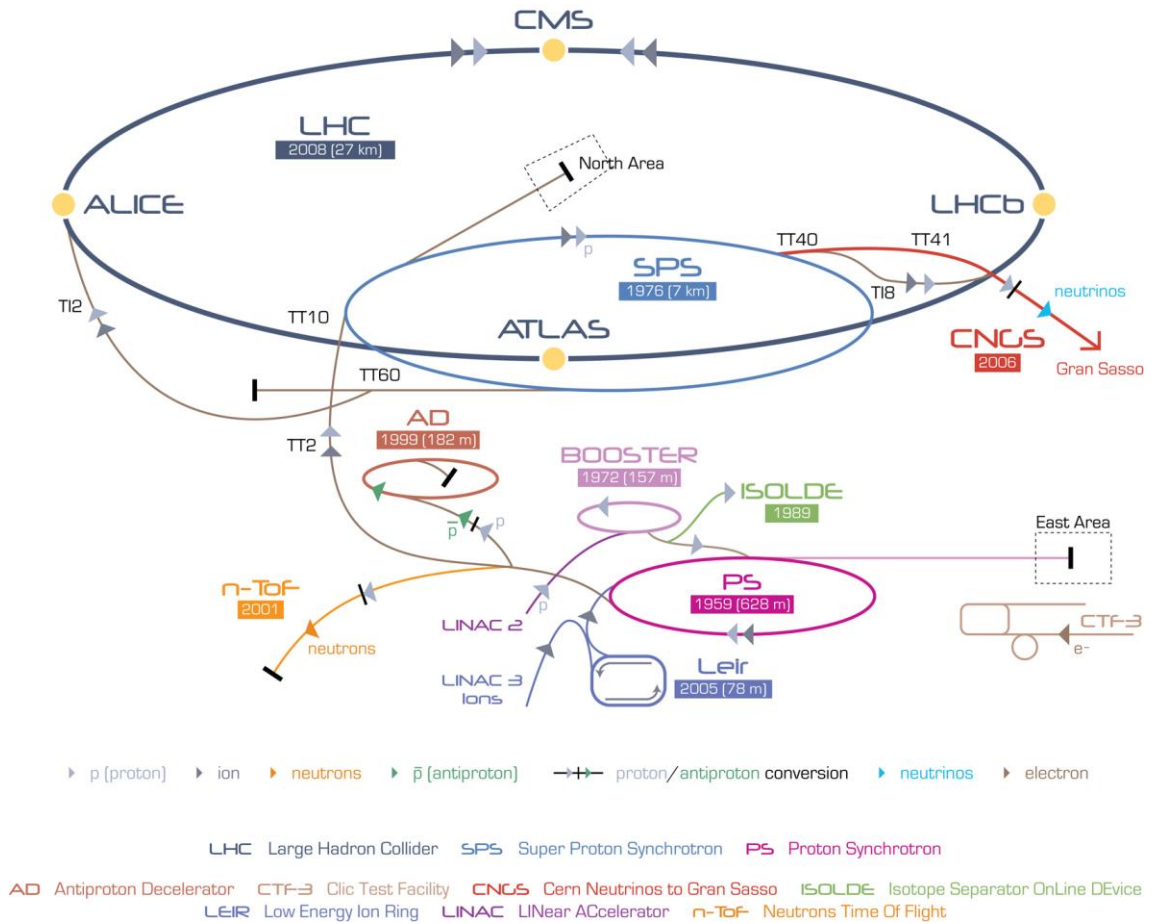 CMS
LHC
2008 (27 km)
North Area
ALICE
LHCb
TT40
TT41
SPS
1976 (7 km)
p
TI8
neutrinos
TI2
TT10
ATLAS
CNGS
2006
Gran Sasso
TT60
AD
1999 (182 m)
TT2
BOOSTER
1972 (157 m)
ISOLDE
1989
p
p̅
East Area
n-ToF
2001
PS
1959 (628 m)
p
LINAC 2
neutrons
CTF-3
e-
LINAC 3
Ions
Leir
2005 (78 m)
p (proton)
ion
neutrons
p̅ (antiproton)
proton/antiproton conversion
neutrinos
electron
LHC Large Hadron Collider SPS Super Proton Synchrotron PS Proton Synchrotron
AD Antiproton Decelerator CTF-3 Clic Test Facility CNGS Cern Neutrinos to Gran Sasso ISOLDE Isotope Separator OnLine DEvice
LEIR Low Energy Ion Ring LINAC LINear ACcelerator n-ToF Neutrons Time Of Flight